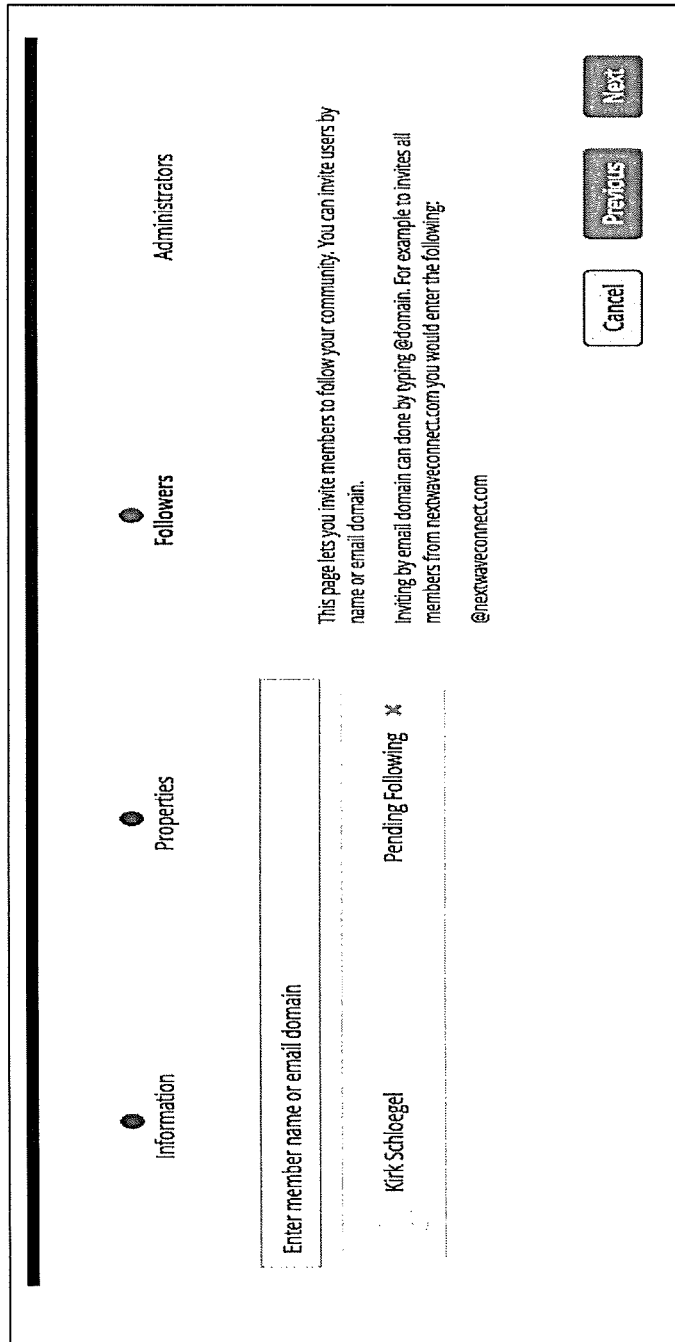 Information
Properties
Followers
Administrators
Enter member name or email domain
Kirk Schloegel
Pending Following
This page lets you invite members to follow your community. You can invite users by
name or email domain.
Inviting by email domain can done by typing @domain. For example to invites all
members from nextwaveconnect.com you would enter the following:
@nextwaveconnect.com
Cancel
Previous
Next